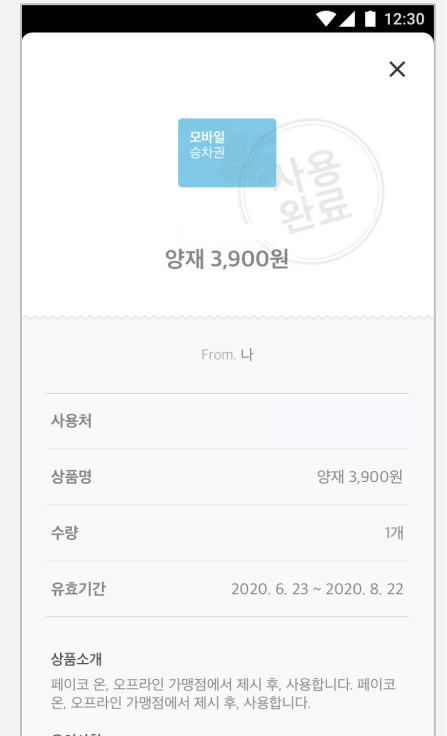 12:30
모바일
승차권
사용
완료
양재 3,900원
From. 나
사용처
상품명 양재 3,900원
수량 1개
유효기간 2020. 6. 23 ~ 2020. 8. 22
상품소개
페이코 온, 오프라인 가맹점에서 제시 후, 사용합니다. 페이코
온, 오프라인 가맹점에서 제시 후, 사용합니다.